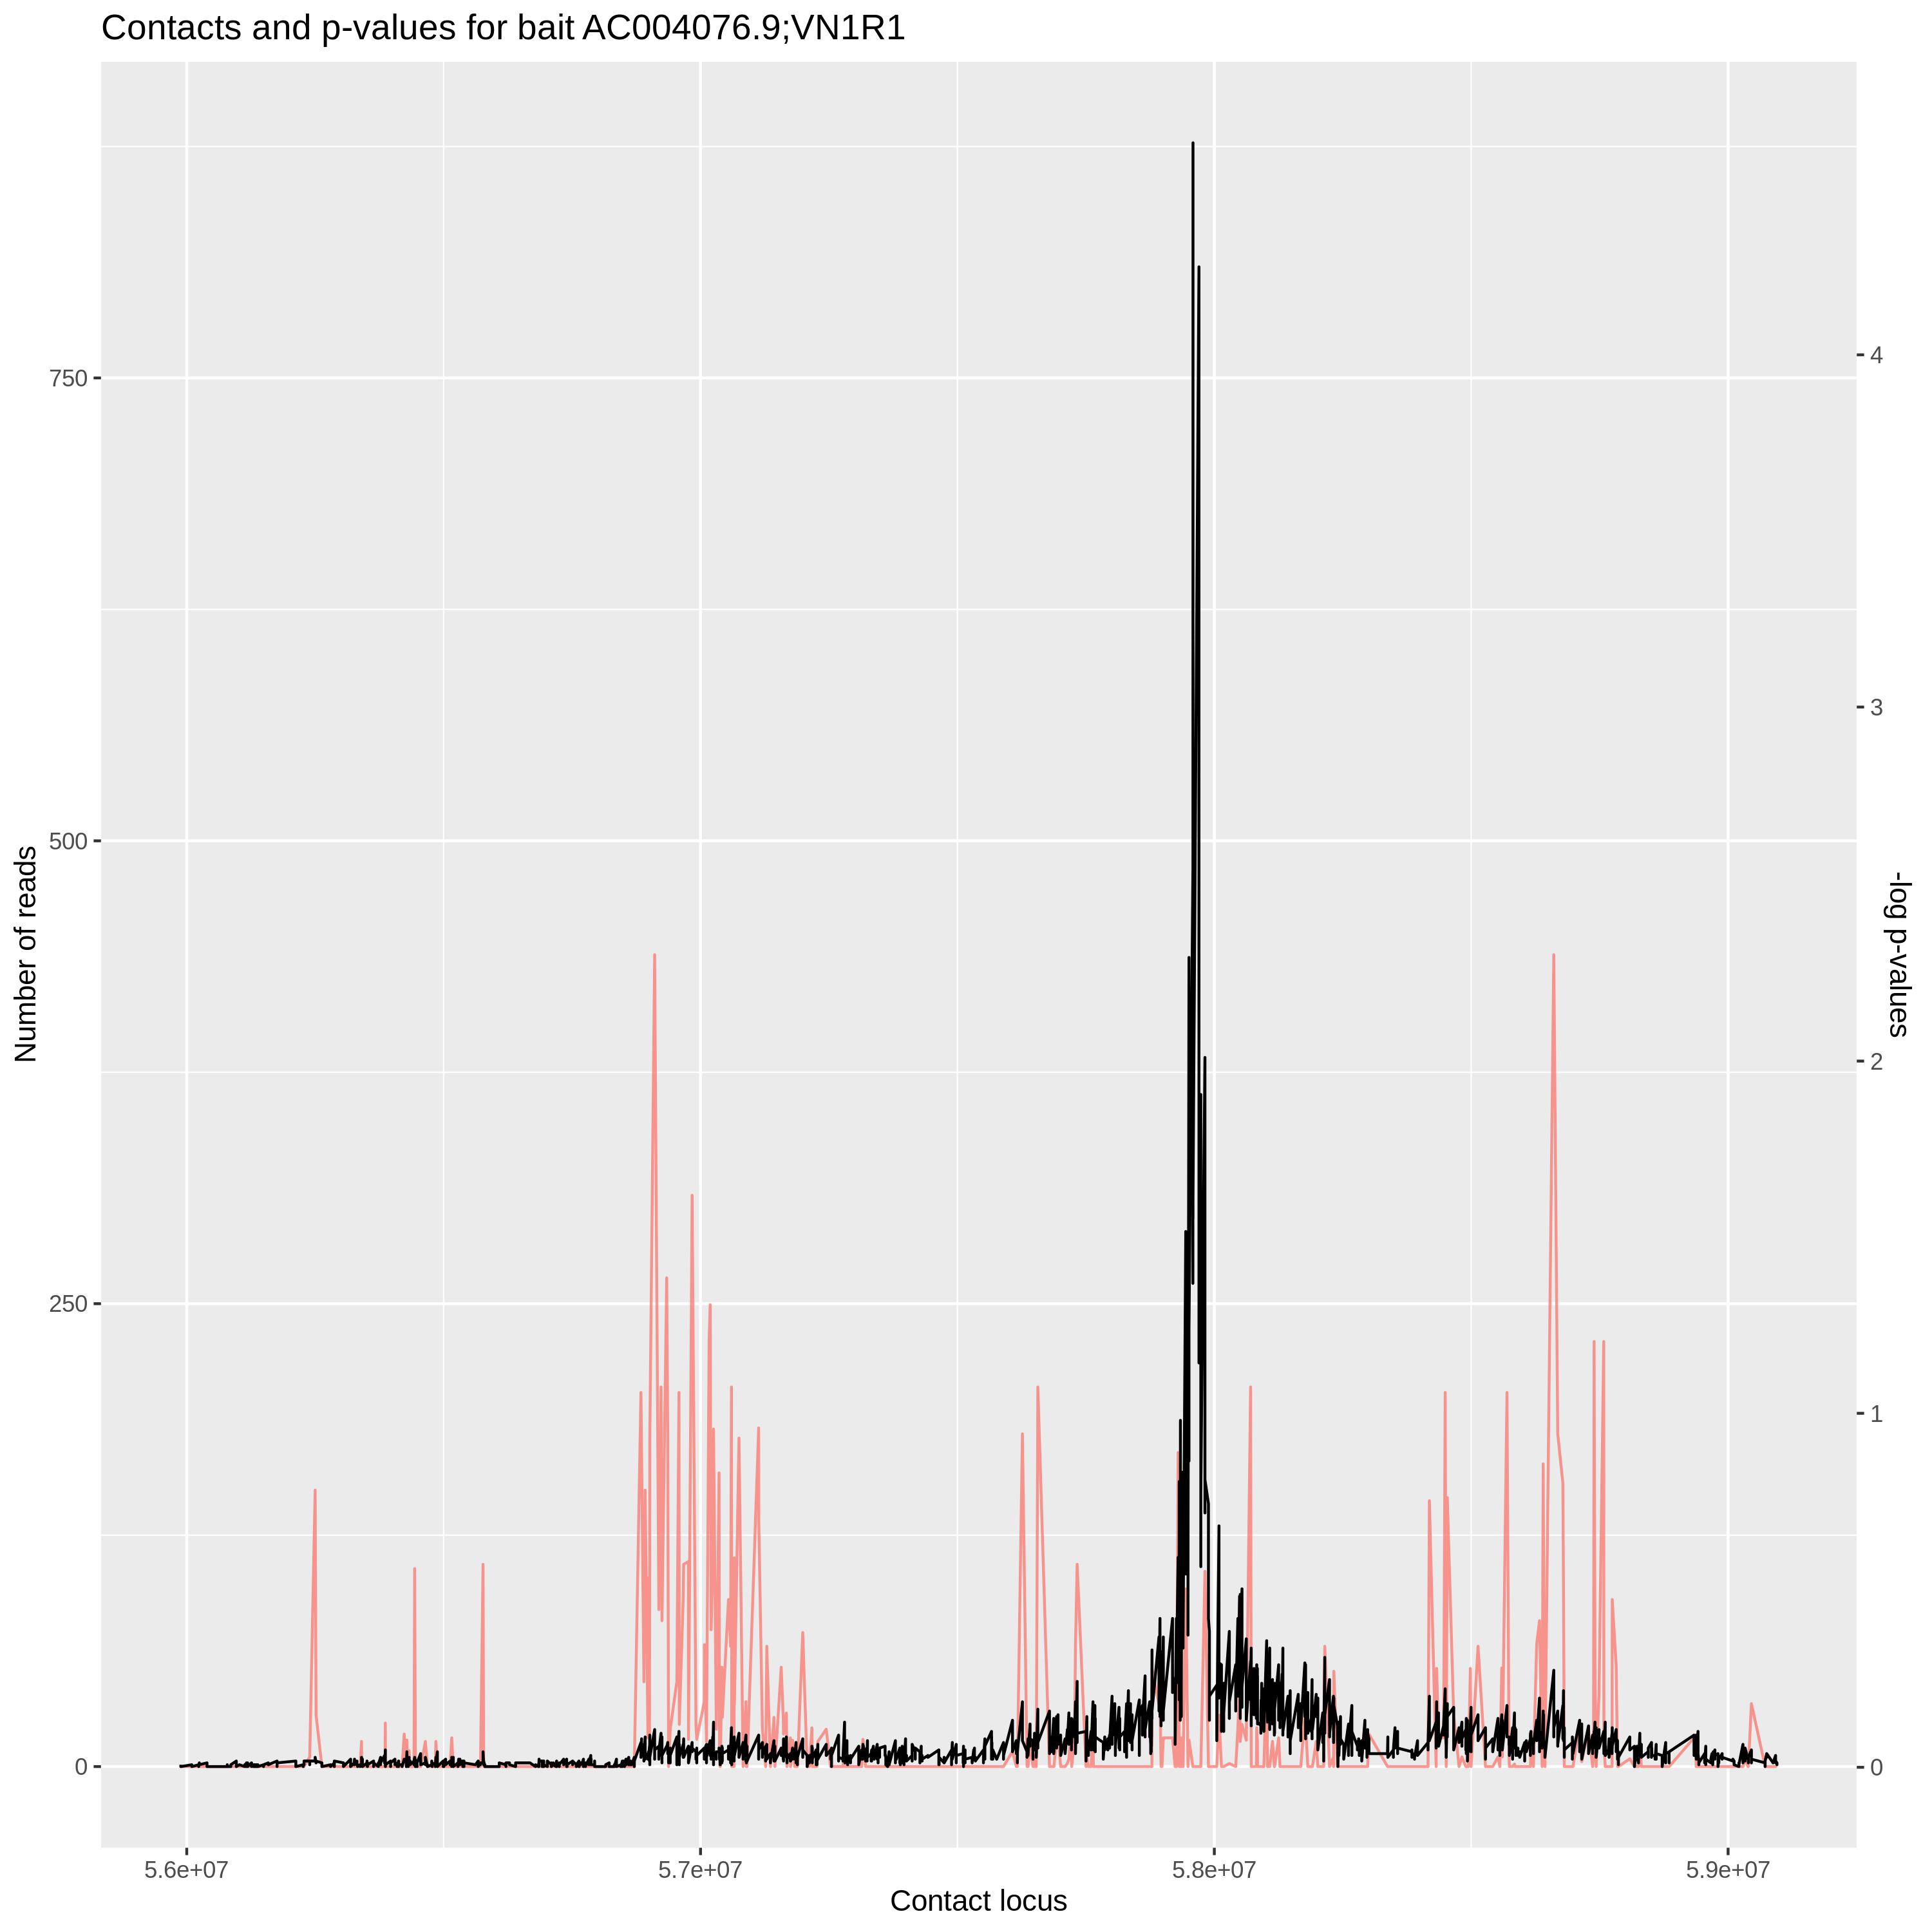 Contacts and p-values for bait AC004076.9;VN1R1
750
500
250
0
Number of reads
4
3
2
1
0
-log p-values
5.6e+07 5.7e+07 5.8e+07 5.9e+07
Contact locus